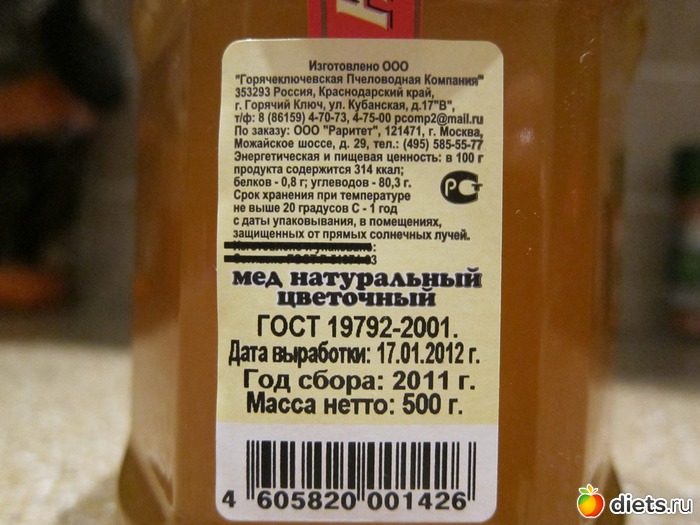 Изготовлено ООО
"Горячеключевская Пчеловодная Компания"
353293 Россия, Краснодарский край,
г. Горячий Ключ, ул. Кубанская, д.17"В",
т/ф: 8 (86159) 4-70-73, 4-75-00 pcomp2@mail.ru
По заказу: ООО "Раритет", 121471, г. Москва,
Можайское шоссе, д. 29, тел.: (495) 585-55-77
Энергетическая и пищевая ценность: в 100 г
продукта содержится 314 ккал;
белков - 0,8 г; углеводов - 80,3 г.
Срок хранения при температуре
не выше 20 градусов С - 1 год
с даты упаковывания, в помещениях,
защищенных от прямых солнечных лучей.
РСТ
мед натуральный
цветочный
ГОСТ 19792-2001.
Дата выработки: 17.01.2012 г.
Год сбора: 2011 г.
Масса нетто: 500 г.
4 605820 001426
diets.ru